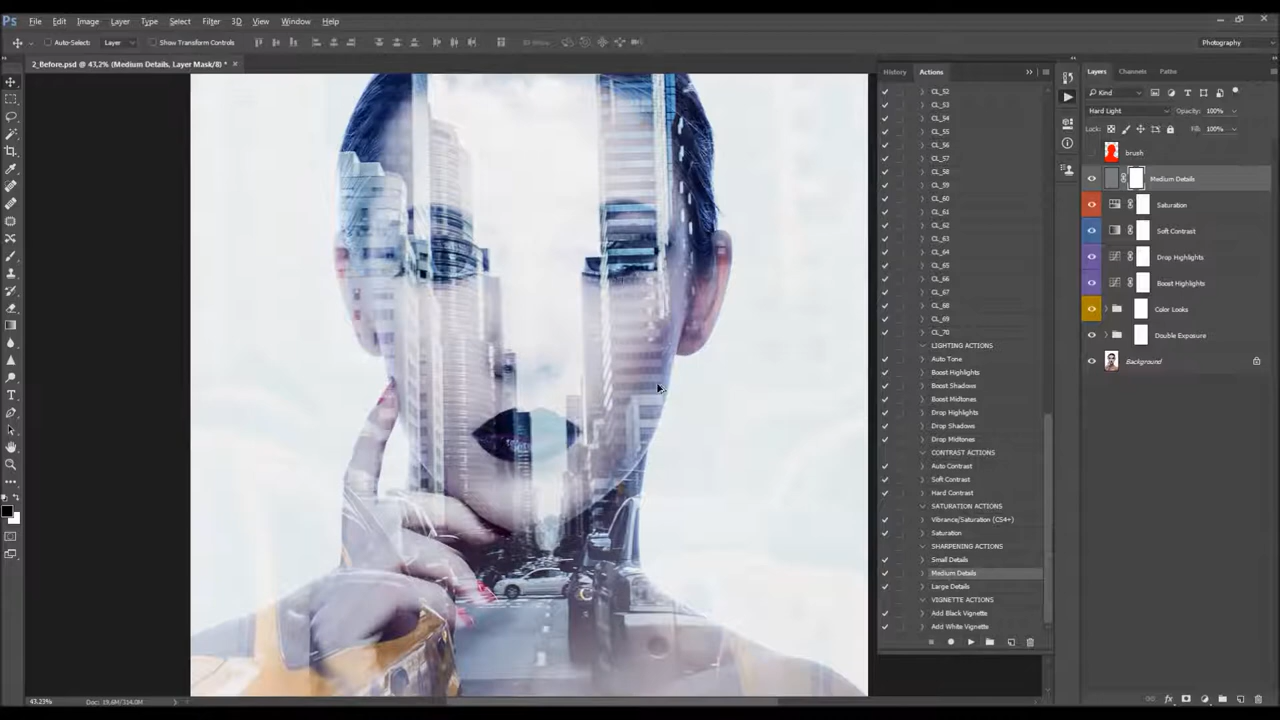 Ps File Edit Image Layer Type Select Filter 3D View Window Help
Auto-Select: Layer Show Transform Controls Photography
2_Before.psd @ 43,2% (Medium Details, Layer Mask/8) * ×
History Actions
CL_52
CL_53
CL_54
CL_55
CL_56
CL_57
CL_58
CL_59
CL_60
CL_61
CL_62
CL_63
CL_64
CL_65
CL_66
CL_67
CL_68
CL_69
CL_70
LIGHTING ACTIONS
Auto Tone
Boost Highlights
Boost Shadows
Boost Midtones
Drop Highlights
Drop Shadows
Drop Midtones
CONTRAST ACTIONS
Auto Contrast
Soft Contrast
Hard Contrast
SATURATION ACTIONS
Vibrance/Saturation (CS4+)
Saturation
SHARPENING ACTIONS
Small Details
Medium Details
Large Details
VIGNETTE ACTIONS
Add Black Vignette
Add White Vignette
Layers Channels Paths
Kind
Hard Light Opacity: 100%
Lock: Fill: 100%
brush
Medium Details
Saturation
Soft Contrast
Drop Highlights
Boost Highlights
Color Looks
Double Exposure
Background
43,23% Doc: 19,6M/314,0M